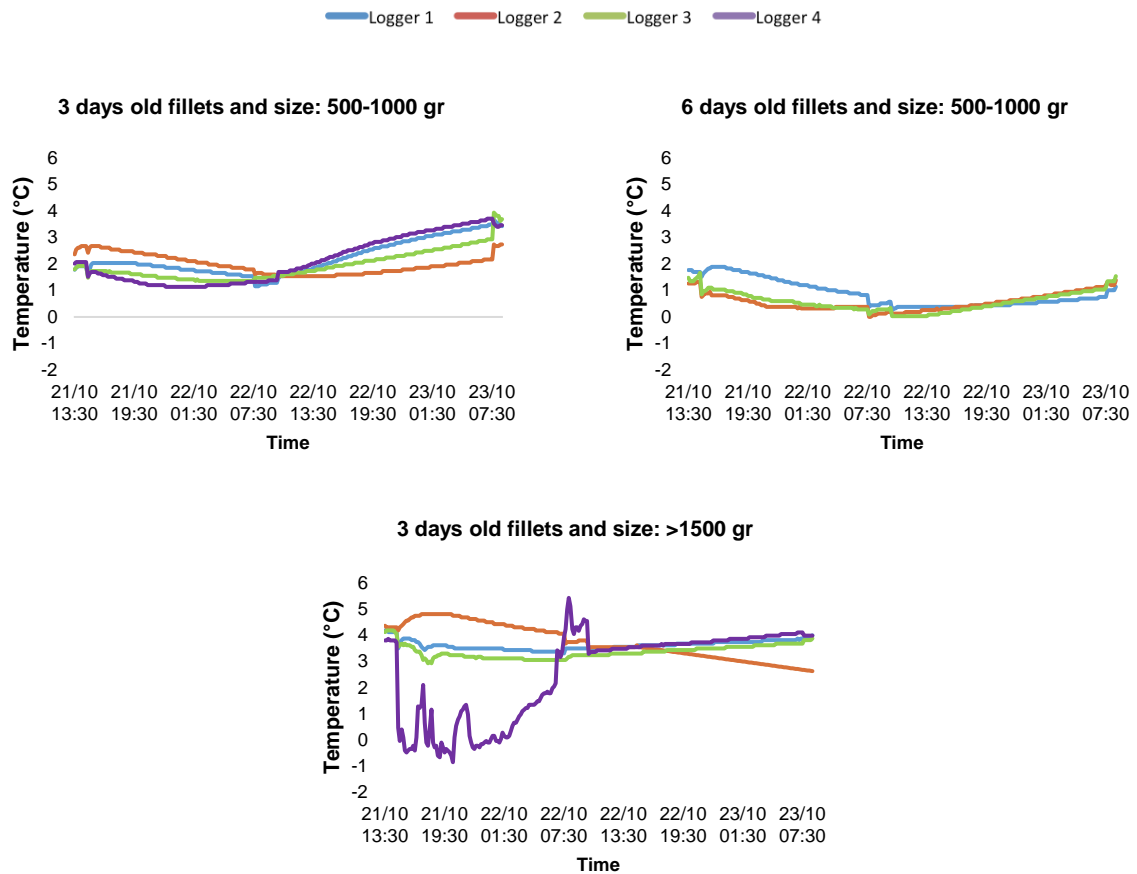 Logger 1 Logger 2 Logger 3 Logger 4
3 days old fillets and size: 500-1000 gr
6
5
4
3
2
1
0
-1
-2
Temperature (°C)
21/10 21/10 22/10 22/10 22/10 22/10 23/10 23/10
13:30 19:30 01:30 07:30 13:30 19:30 01:30 07:30
Time
6 days old fillets and size: 500-1000 gr
6
5
4
3
2
1
0
-1
-2
Temperature (°C)
21/10 21/10 22/10 22/10 22/10 22/10 23/10 23/10
13:30 19:30 01:30 07:30 13:30 19:30 01:30 07:30
Time
3 days old fillets and size: >1500 gr
6
5
4
3
2
1
0
-1
-2
Temperature (°C)
21/10 21/10 22/10 22/10 22/10 22/10 23/10 23/10
13:30 19:30 01:30 07:30 13:30 19:30 01:30 07:30
Time